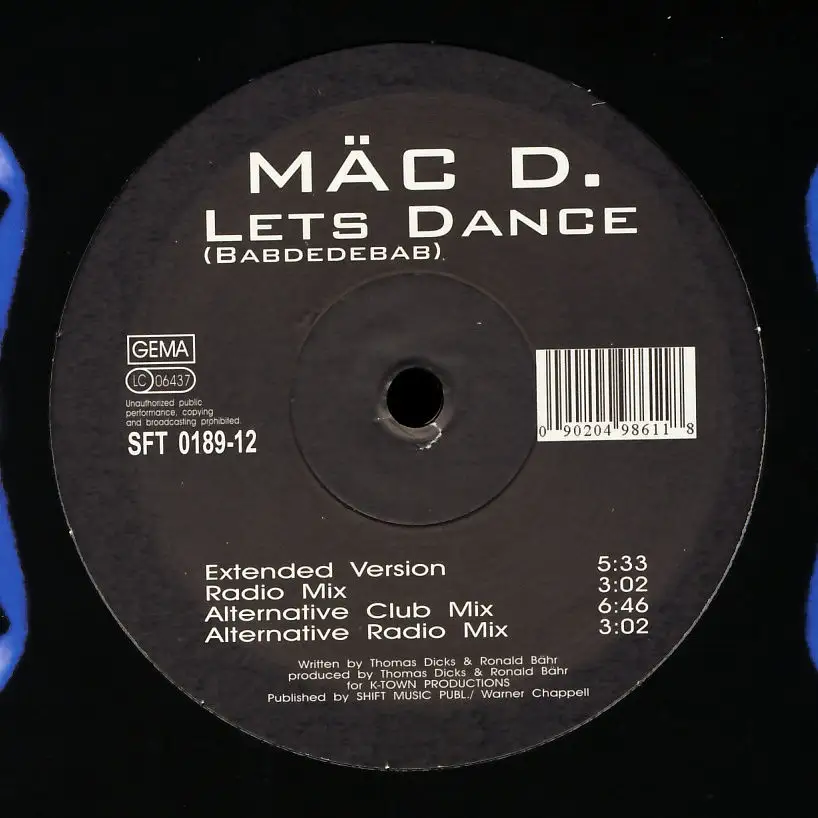 MÄC D.
LETS DANCE
(BABDEDEBAB).
GEMA
LC 06437
Unauthorized public
performance, copying
and broadcasting prohibited.
SFT 0189-12
0 90204 98611 8
Extended Version 5:33
Radio Mix 3:02
Alternative Club Mix 6:46
Alternative Radio Mix 3:02
Written by Thomas Dicks & Ronald Bähr
produced by Thomas Dicks & Ronald Bähr
for K-TOWN PRODUCTIONS
Published by SHIFT MUSIC PUBL./ Warner Chappell